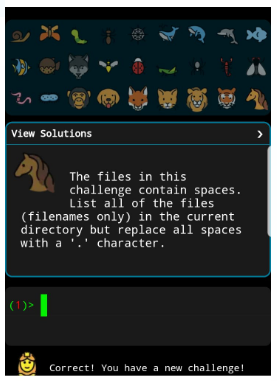 View Solutions ›
The files in this
challenge contain spaces.
List all of the files
(filenames only) in the current
directory but replace all spaces
with a '.' character.
(1)>
Correct! You have a new challenge!